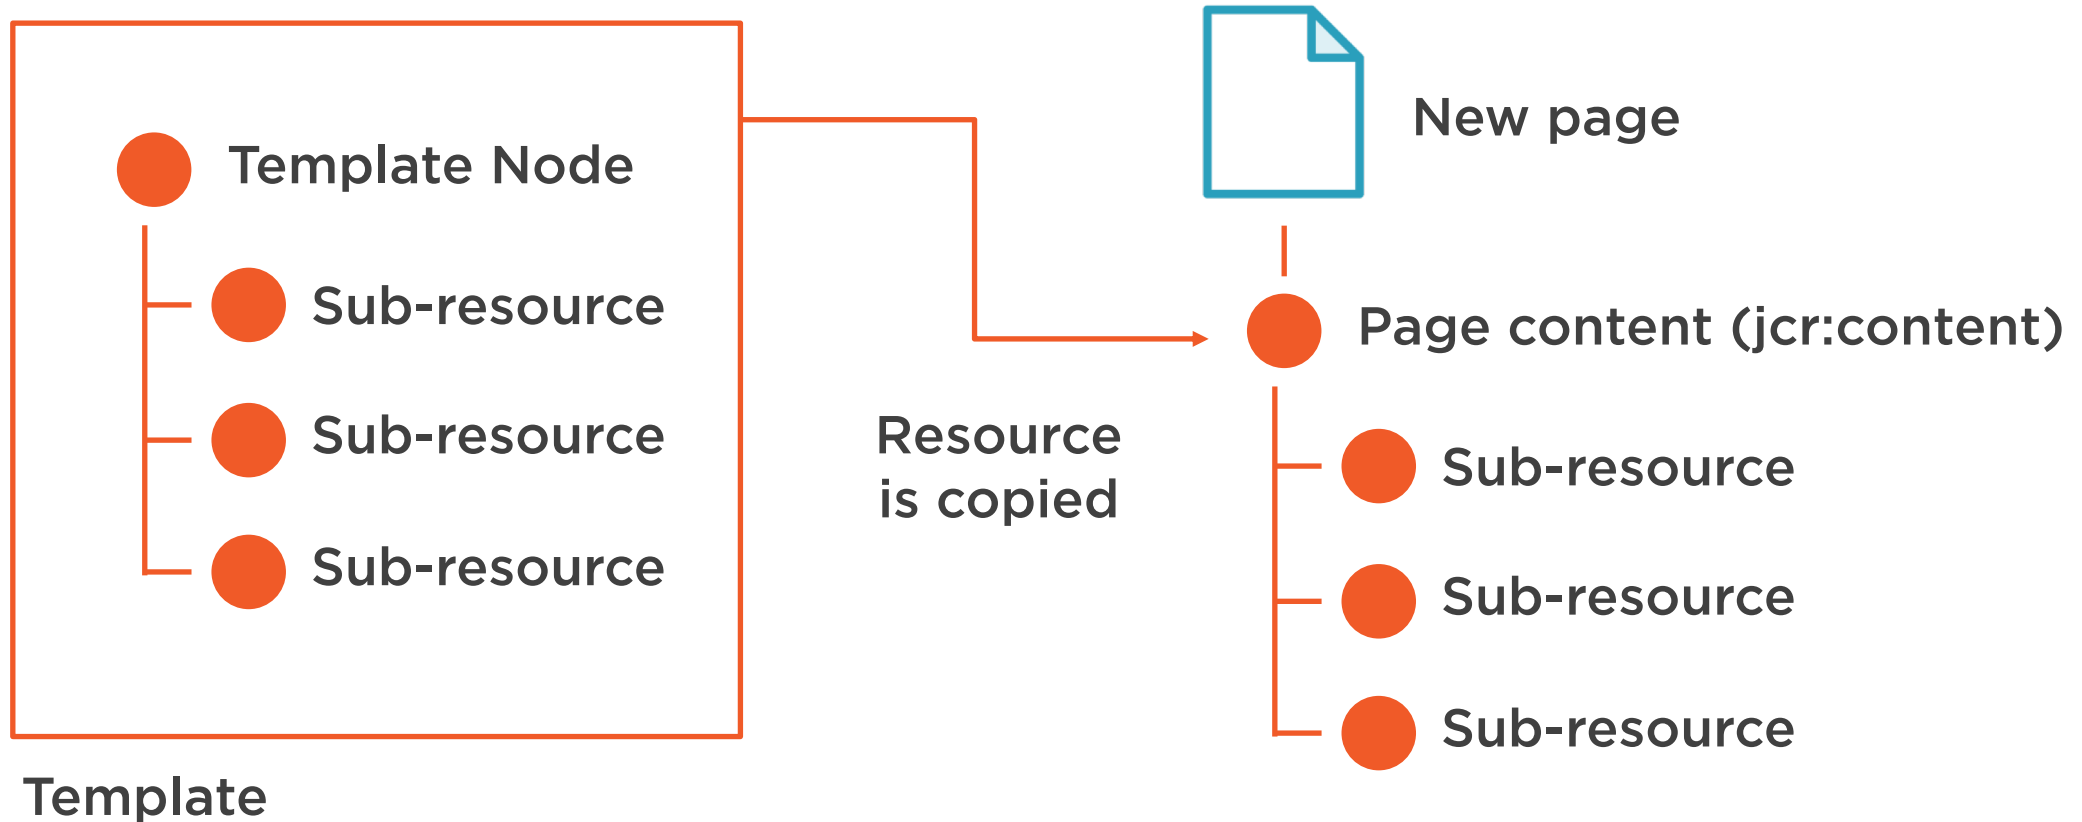 Template Node
Sub-resource
Sub-resource
Sub-resource
Template
Resource
is copied
New page
Page content (jcr:content)
Sub-resource
Sub-resource
Sub-resource